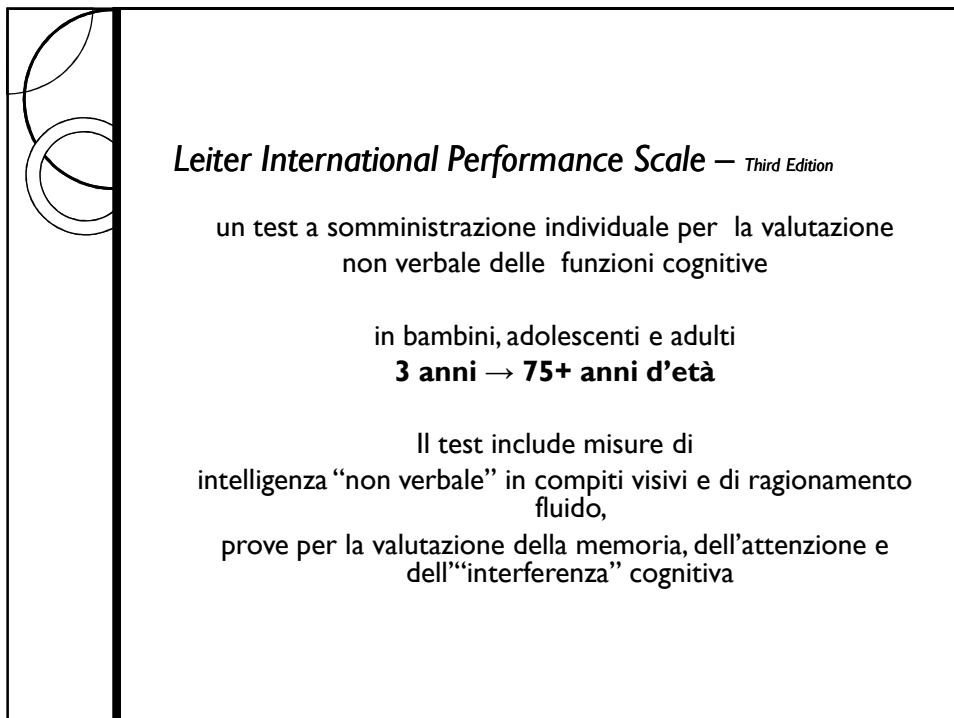 Leiter International Performance Scale – Third Edition
un test a somministrazione individuale per la valutazione
non verbale delle funzioni cognitive
in bambini, adolescenti e adulti
3 anni → 75+ anni d’età
Il test include misure di
intelligenza “non verbale” in compiti visivi e di ragionamento
fluido,
prove per la valutazione della memoria, dell’attenzione e
dell’“interferenza” cognitiva